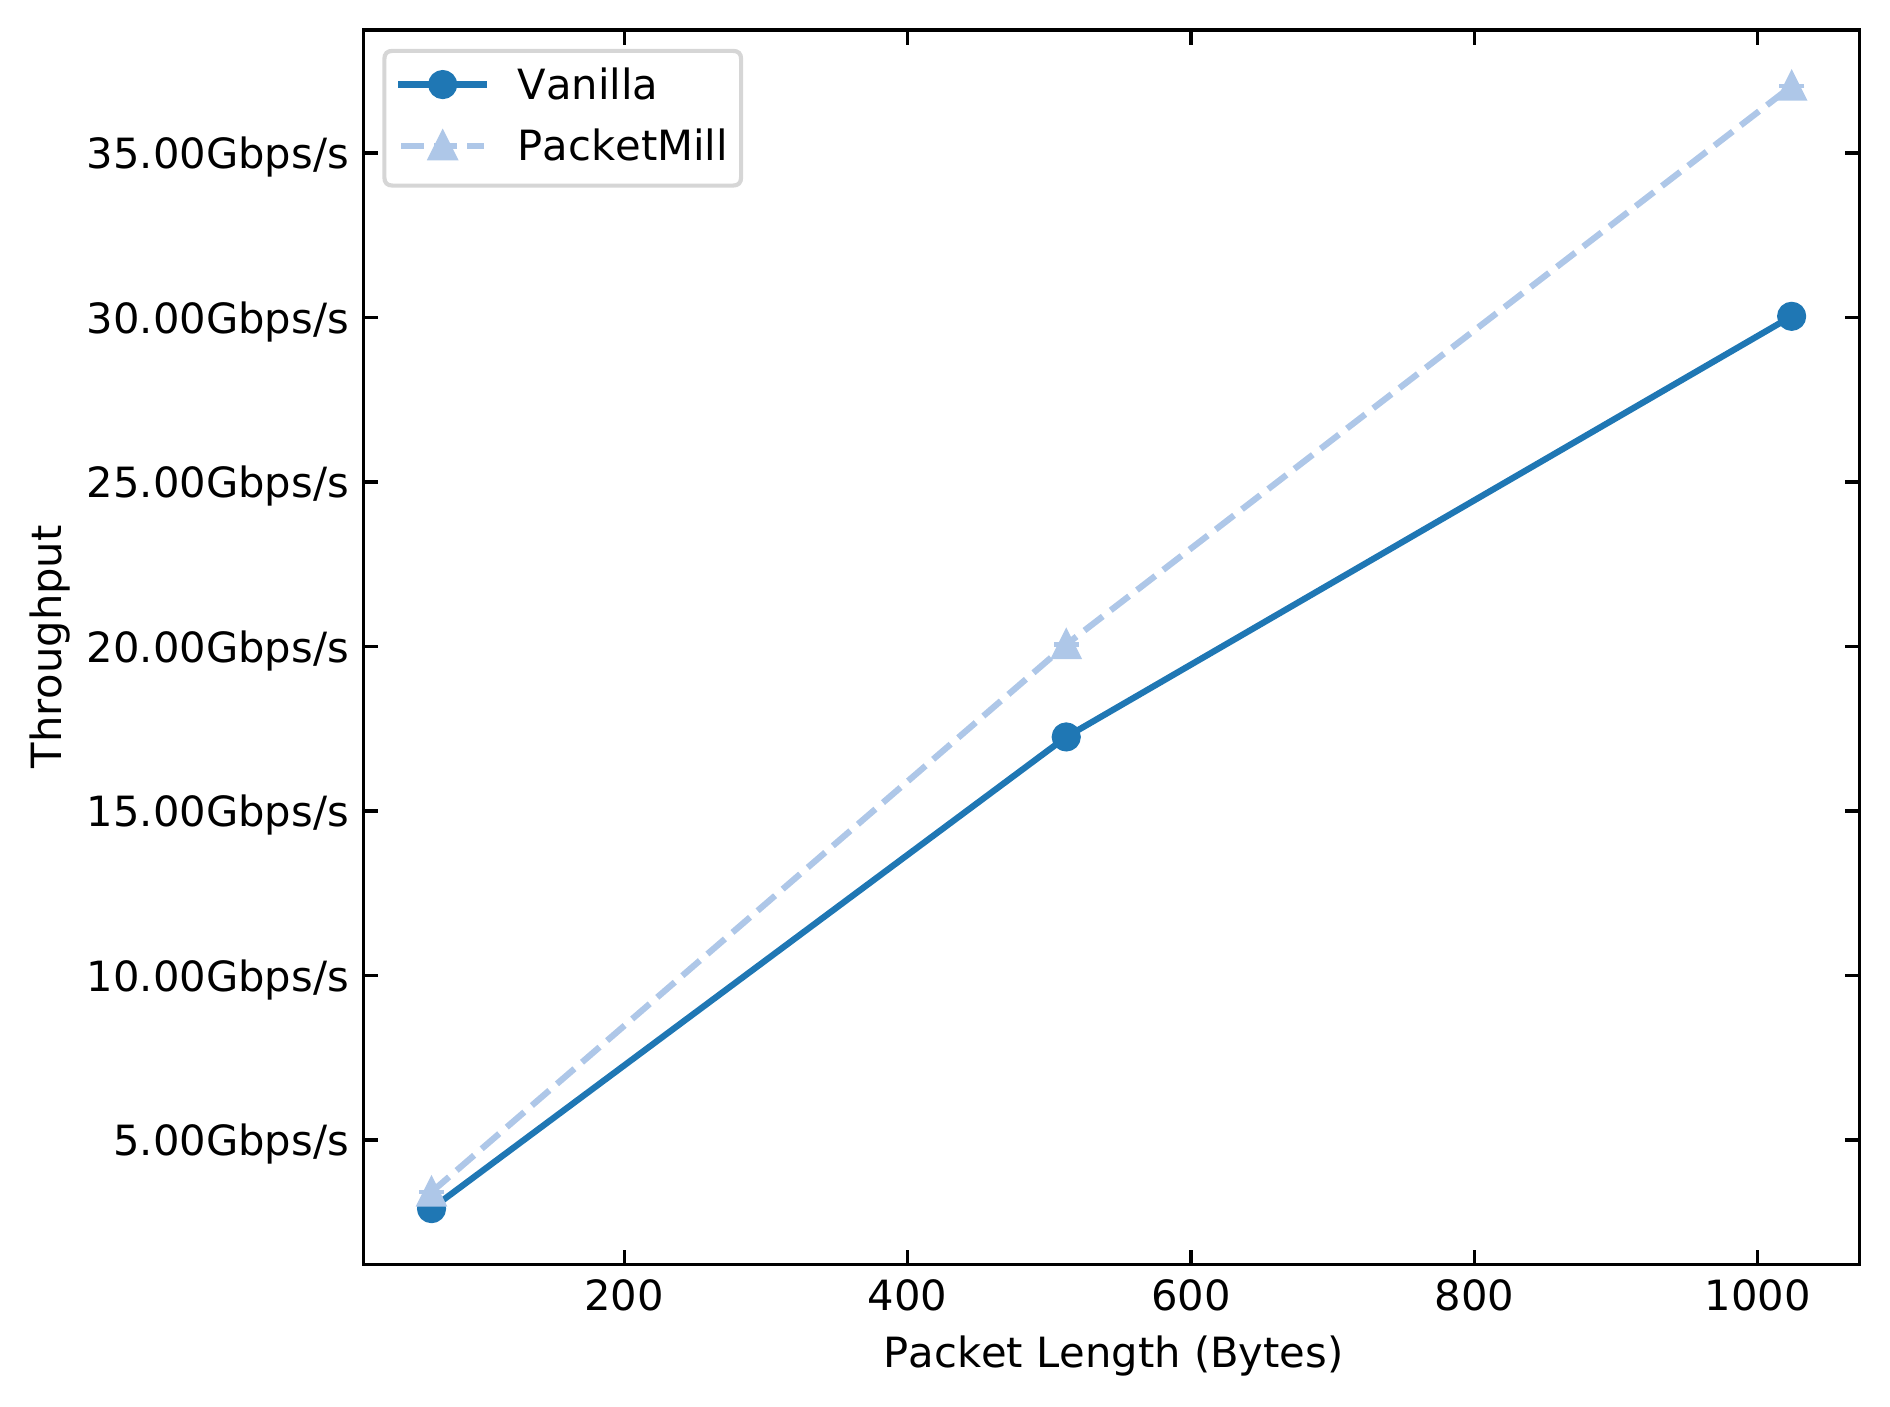 Vanilla
PacketMill
35.00Gbps/s
30.00Gbps/s
25.00Gbps/s
20.00Gbps/s
15.00Gbps/s
10.00Gbps/s
5.00Gbps/s
Throughput
200 400 600 800 1000
Packet Length (Bytes)